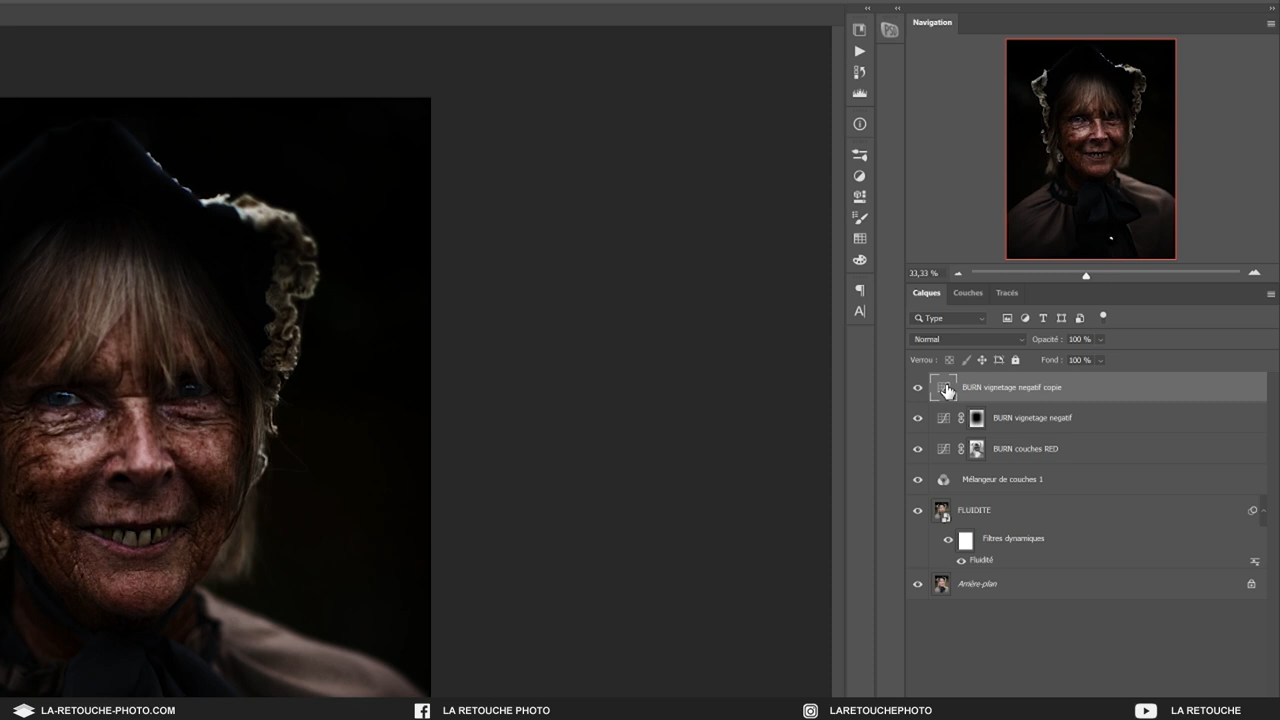 Navigation
33,33 %
Calques Couches Tracés
Type
Normal Opacité : 100 %
Verrou : Fond : 100 %
BURN vignetage negatif copie
BURN vignetage negatif
BURN couches RED
Mélangeur de couches 1
FLUIDITE
Filtres dynamiques
Fluidité
Arrière-plan
LA-RETOUCHE-PHOTO.COM LA RETOUCHE PHOTO LARETOUCHEPHOTO LA RETOUCHE